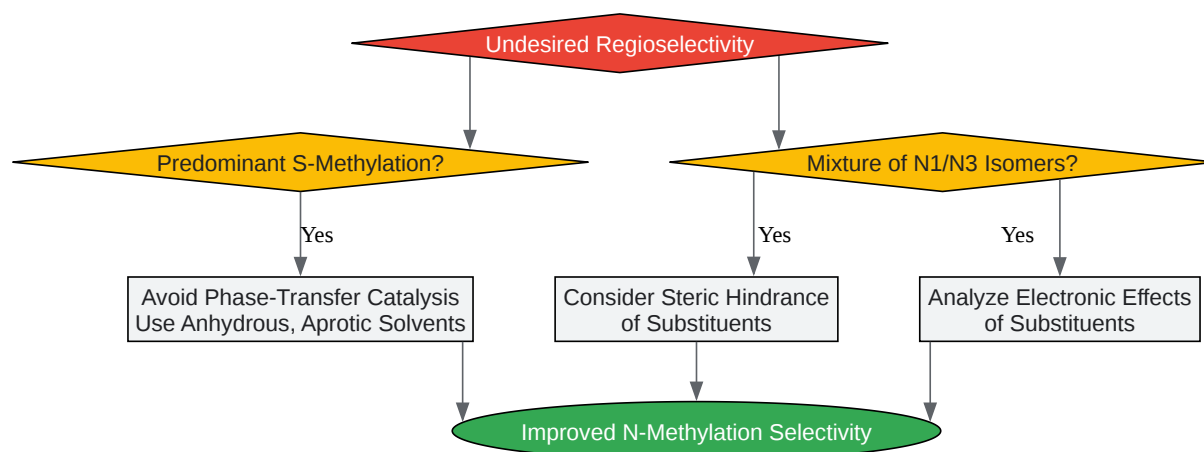 Undesired Regioselectivity
Predominant S-Methylation?
Mixture of N1/N3 Isomers?
Yes
Yes
Yes
Avoid Phase-Transfer Catalysis
Use Anhydrous, Aprotic Solvents
Consider Steric Hindrance
of Substituents
Analyze Electronic Effects
of Substituents
Improved N-Methylation Selectivity